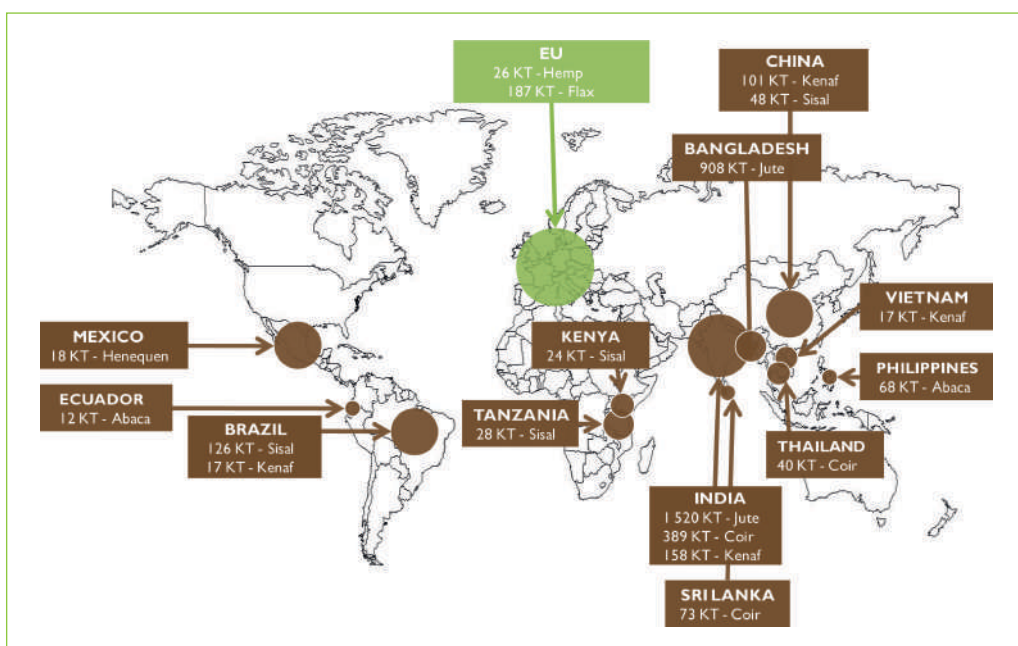 EU
26 KT - Hemp
187 KT - Flax
CHINA
101 KT - Kenaf
48 KT - Sisal
BANGLADESH
908 KT - Jute
VIETNAM
17 KT - Kenaf
MEXICO
18 KT - Henequen
KENYA
24 KT - Sisal
PHILIPPINES
68 KT - Abaca
ECUADOR
12 KT - Abaca
BRAZIL
126 KT - Sisal
17 KT - Kenaf
TANZANIA
28 KT - Sisal
THAILAND
40 KT - Coir
INDIA
1 520 KT - Jute
389 KT - Coir
158 KT - Kenaf
SRI LANKA
73 KT - Coir